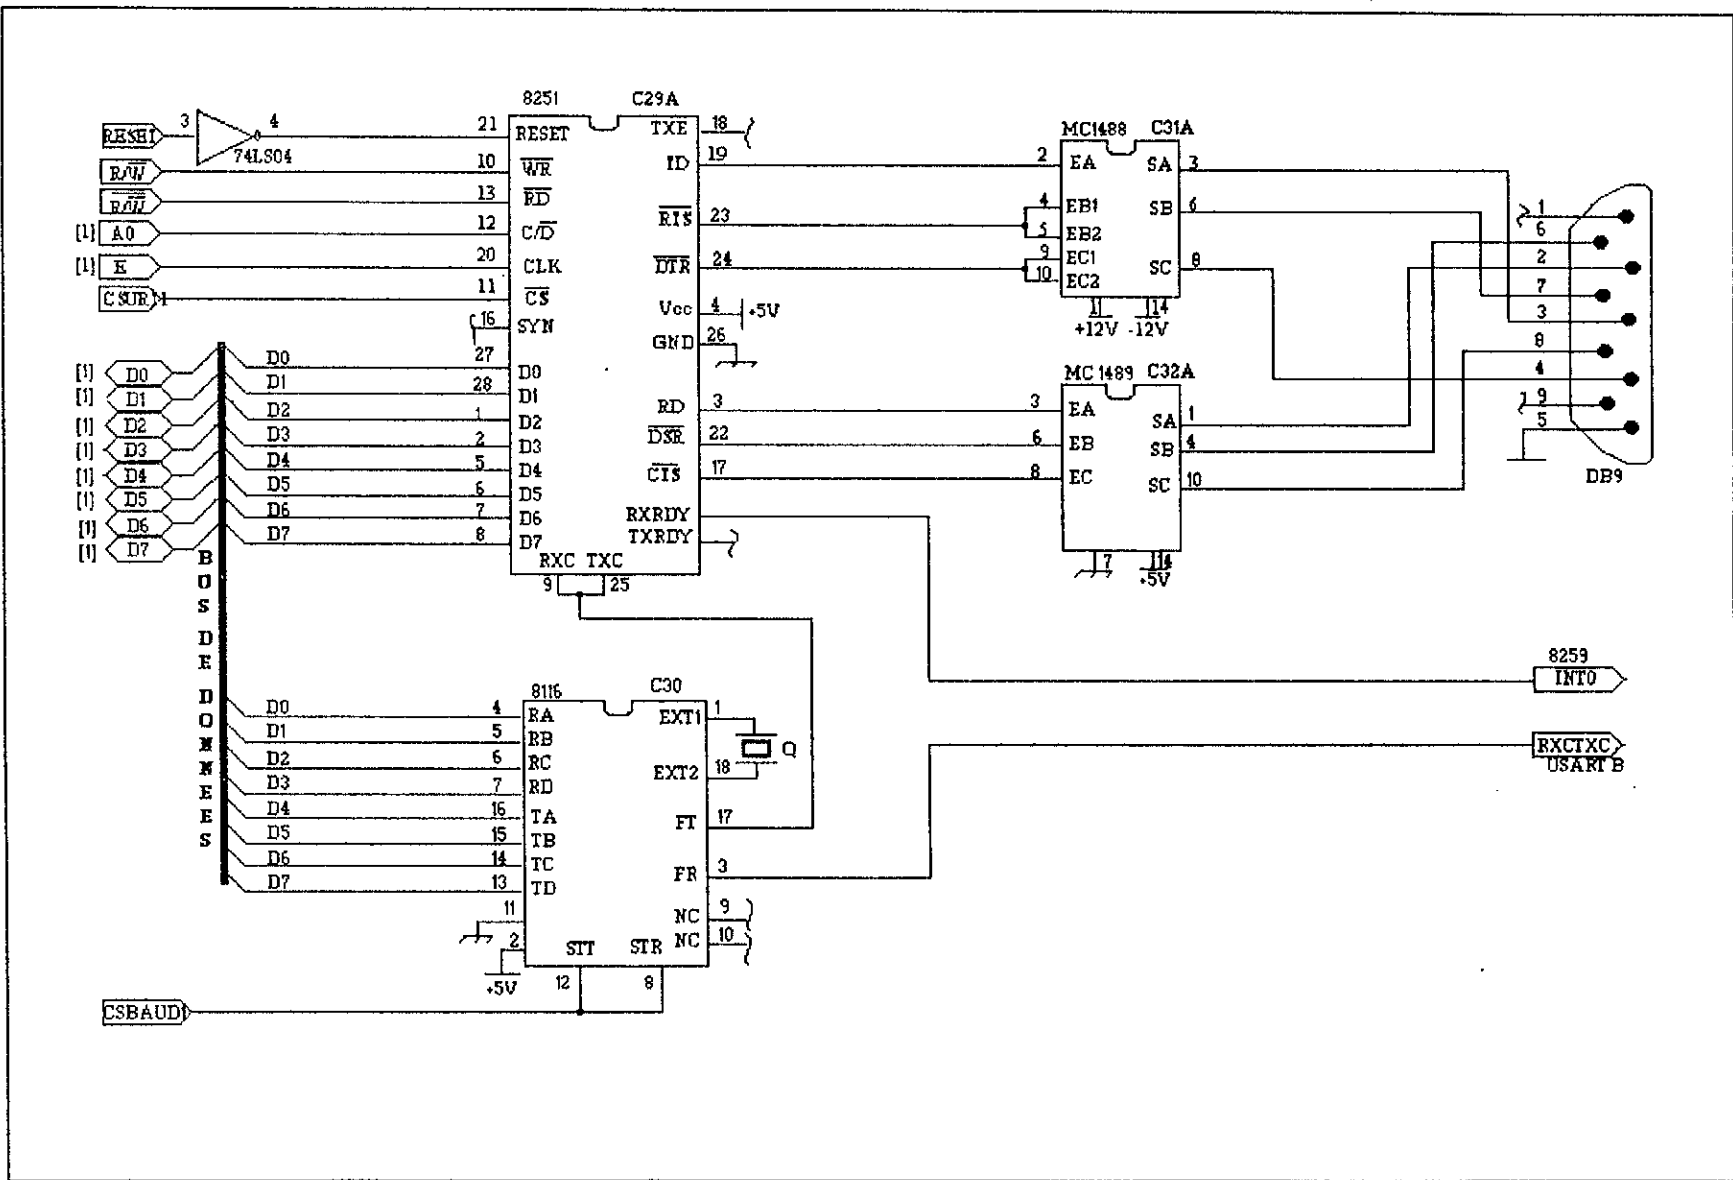 8251 C29A
RESET 3 4 21 RESET TXE 18
74LS04
R/W 10 WR TD 19
R/W 13 RD
[1] A0 12 C/D RTS 23
[1] E 20 CLK DTR 24
CSUR1 11 CS
16 SYN Vcc 4 +5V
GND 26
[1] D0 D0 27 D0
[1] D1 D1 28 D1
[1] D2 D2 1 D2 RD 3
[1] D3 D3 2 D3 DSR 22
[1] D4 D4 5 D4 CTS 17
[1] D5 D5 6 D5
[1] D6 D6 7 D6 RXRDY
[1] D7 D7 8 D7 TXRDY
RXC TXC
9 25
MC1488 C31A
2 EA SA 3
4 EB1 SB 6
5 EB2
9 EC1 SC 8
10 EC2
1 14
+12V -12V
MC1489 C32A
3 EA SA 1
6 EB SB 4
8 EC SC 10
7 14
+5V
1
6
2
7
3
8
4
9
5
DB9
8259
INT0
RXCTXC
USART B
BUS DE DONNEES
8116 C30
D0 4 RA EXT1 1
D1 5 RB Q
D2 6 RC EXT2 18
D3 7 RD
D4 16 TA FT 17
D5 15 TB
D6 14 TC FR 3
D7 13 TD
11 NC 9
2 NC 10
+5V
STT STR
12 8
CSBAUD